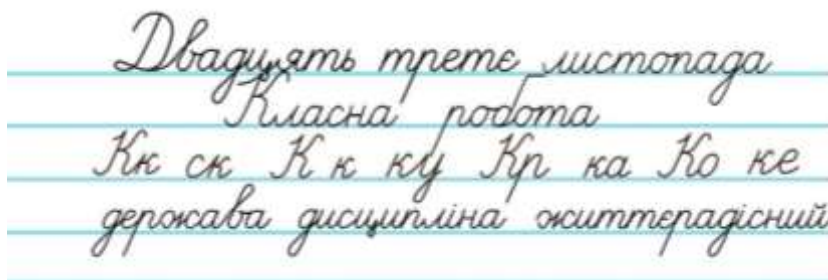 Двадцять третє листопада
Класна робота
Кк ск К к ку Кр ка Ко ке
держава дисципліна життєрадісний